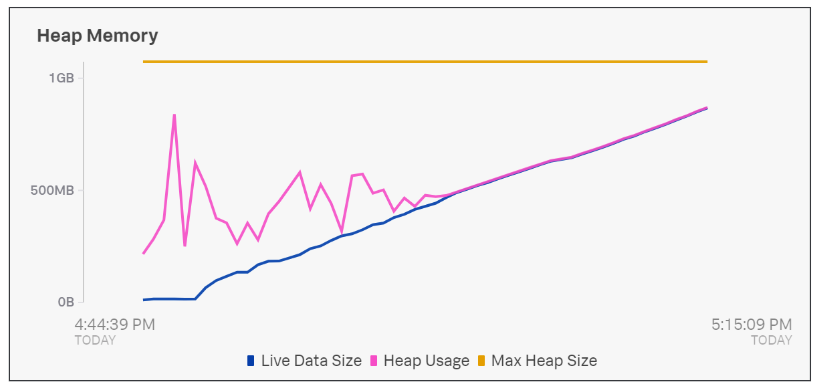 Heap Memory
1GB
500MB
0B
4:44:39 PM
TODAY
5:15:09 PM
TODAY
Live Data Size Heap Usage Max Heap Size